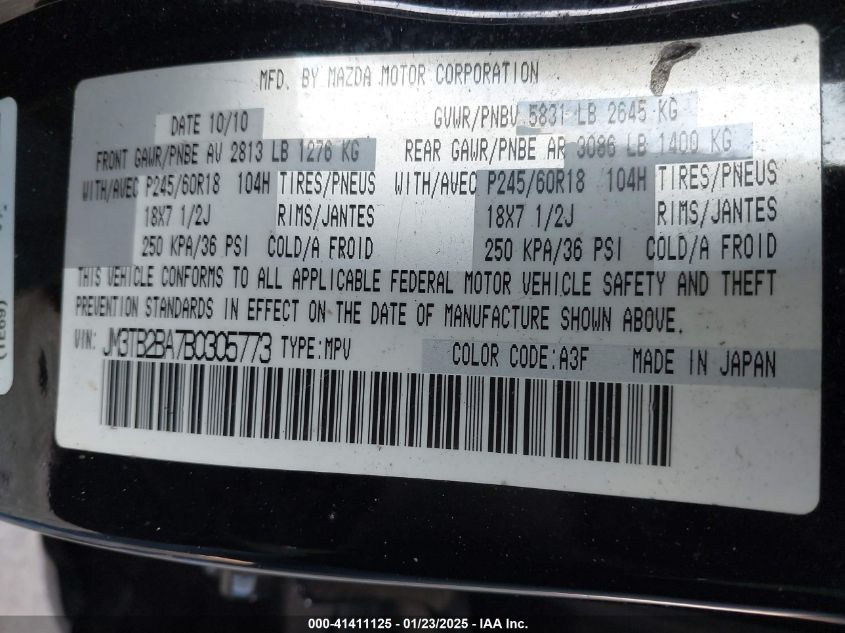 MFD. BY MAZDA MOTOR CORPORATION
DATE 10/10 GVWR/PNBV 5831 LB 2645 KG
FRONT GAWR/PNBE AV 2813 LB 1276 KG REAR GAWR/PNBE AR 3086 LB 1400 KG
WITH/AVEC P245/60R18 104H TIRES/PNEUS WITH/AVEC P245/60R18 104H TIRES/PNEUS
18X7 1/2J RIMS/JANTES 18X7 1/2J RIMS/JANTES
250 KPA/36 PSI COLD/A FROID 250 KPA/36 PSI COLD/A FROID
THIS VEHICLE CONFORMS TO ALL APPLICABLE FEDERAL MOTOR VEHICLE SAFETY AND THEFT
PREVENTION STANDARDS IN EFFECT ON THE DATE OF MANUFACTURE SHOWN ABOVE.
VIN: JM3TB2BA7B0305773 TYPE:MPV COLOR CODE:A3F MADE IN JAPAN
(1E69)
000-41411125 - 01/23/2025 - IAA Inc.